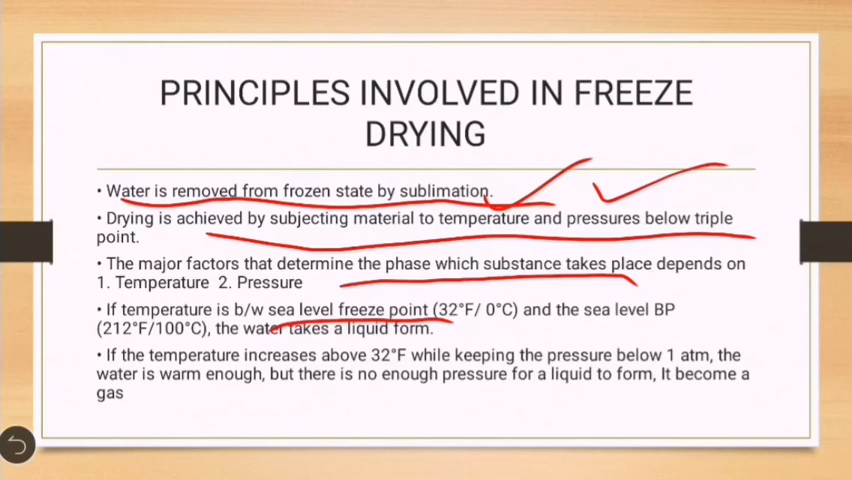 PRINCIPLES INVOLVED IN FREEZE
DRYING
• Water is removed from frozen state by sublimation.
• Drying is achieved by subjecting material to temperature and pressures below triple
point.
• The major factors that determine the phase which substance takes place depends on
1. Temperature 2. Pressure
• If temperature is b/w sea level freeze point (32°F/ 0°C) and the sea level BP
(212°F/100°C), the water takes a liquid form.
• If the temperature increases above 32°F while keeping the pressure below 1 atm, the
water is warm enough, but there is no enough pressure for a liquid to form, It become a
gas